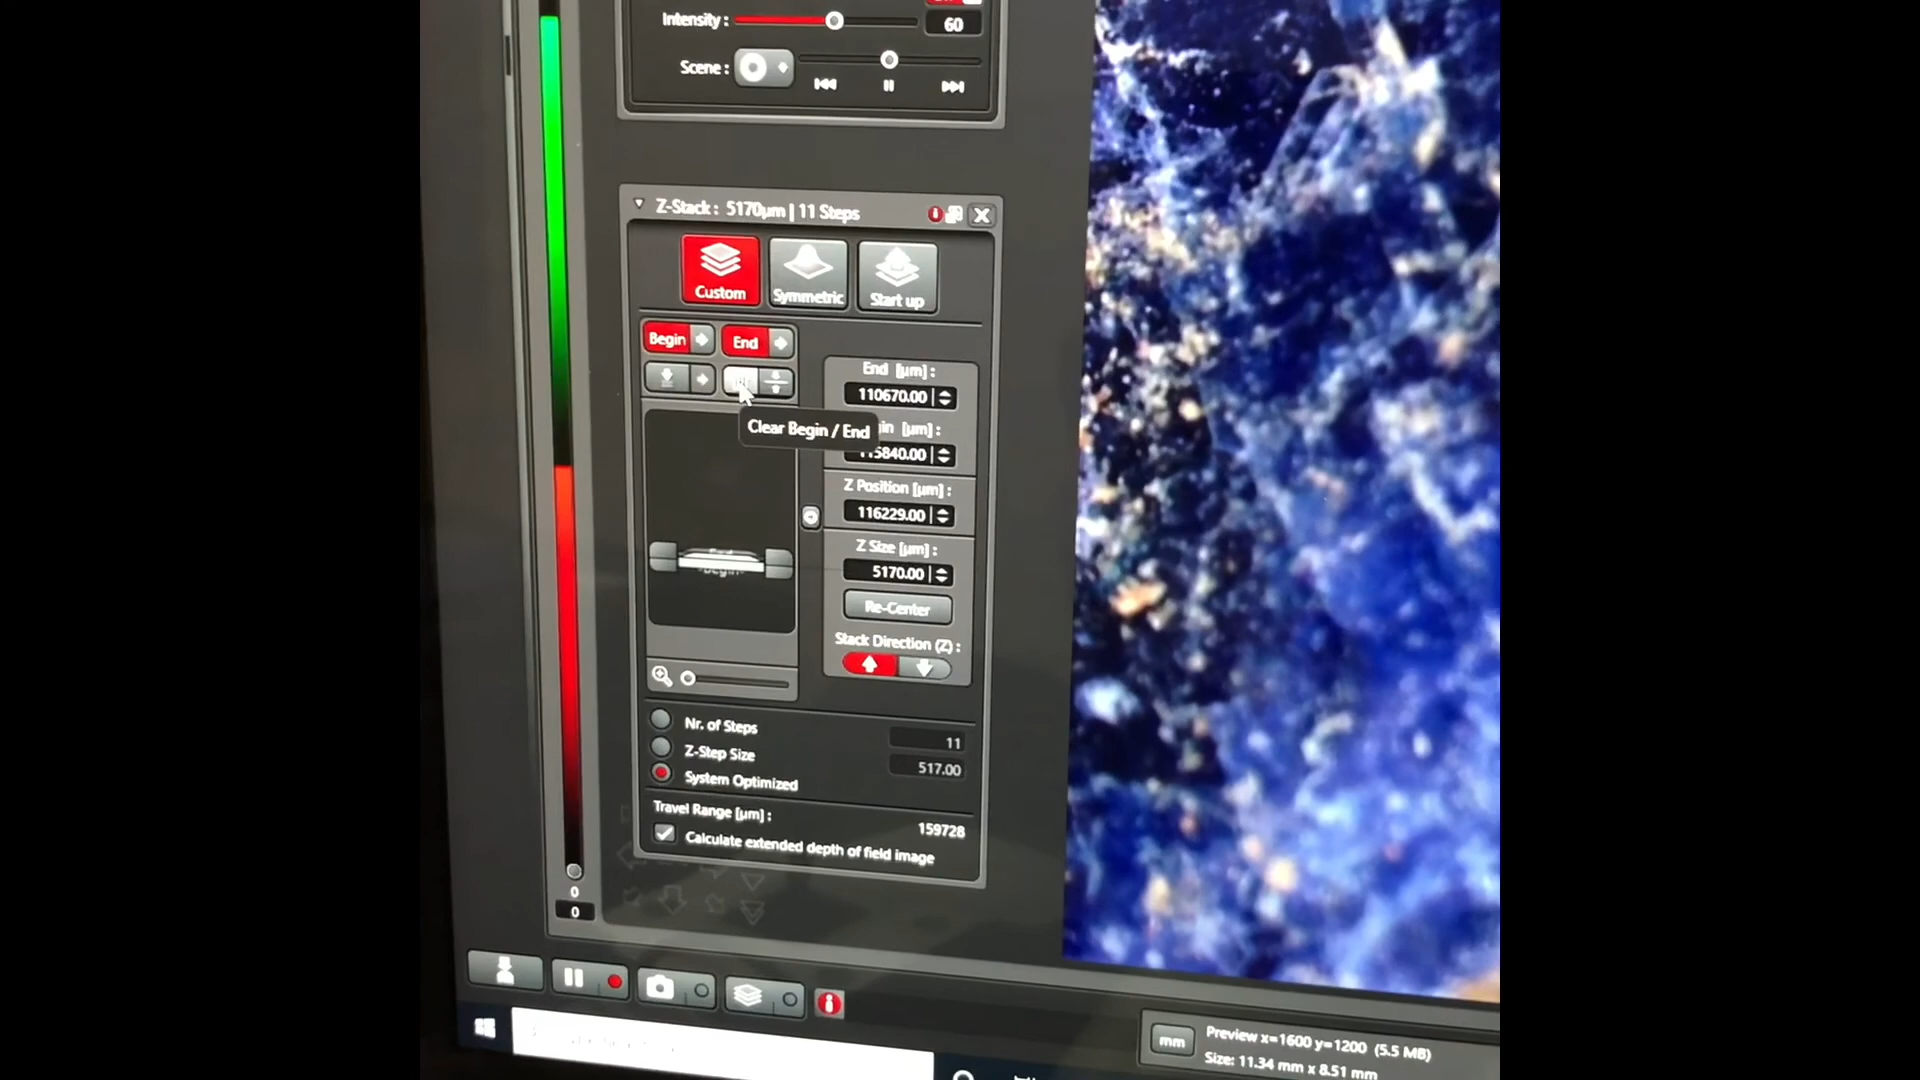 Intensity :
60
Scene :
Z-Stack : 5170µm | 11 Steps
Custom
Symmetric
Start up
Begin
End
End [µm] :
110670.00
Clear Begin / End
[µm] :
Z Position [µm] :
116229.00
Z Size [µm] :
5170.00
Begin
Re-Center
Stack Direction (Z) :
Nr. of Steps
11
Z-Step Size
517.00
System Optimized
Travel Range [µm] :
159728
Calculate extended depth of field image
0
0
mm
Preview x=1600 y=1200 (5.5 MB)
Size: 11.34 mm x 8.51 mm